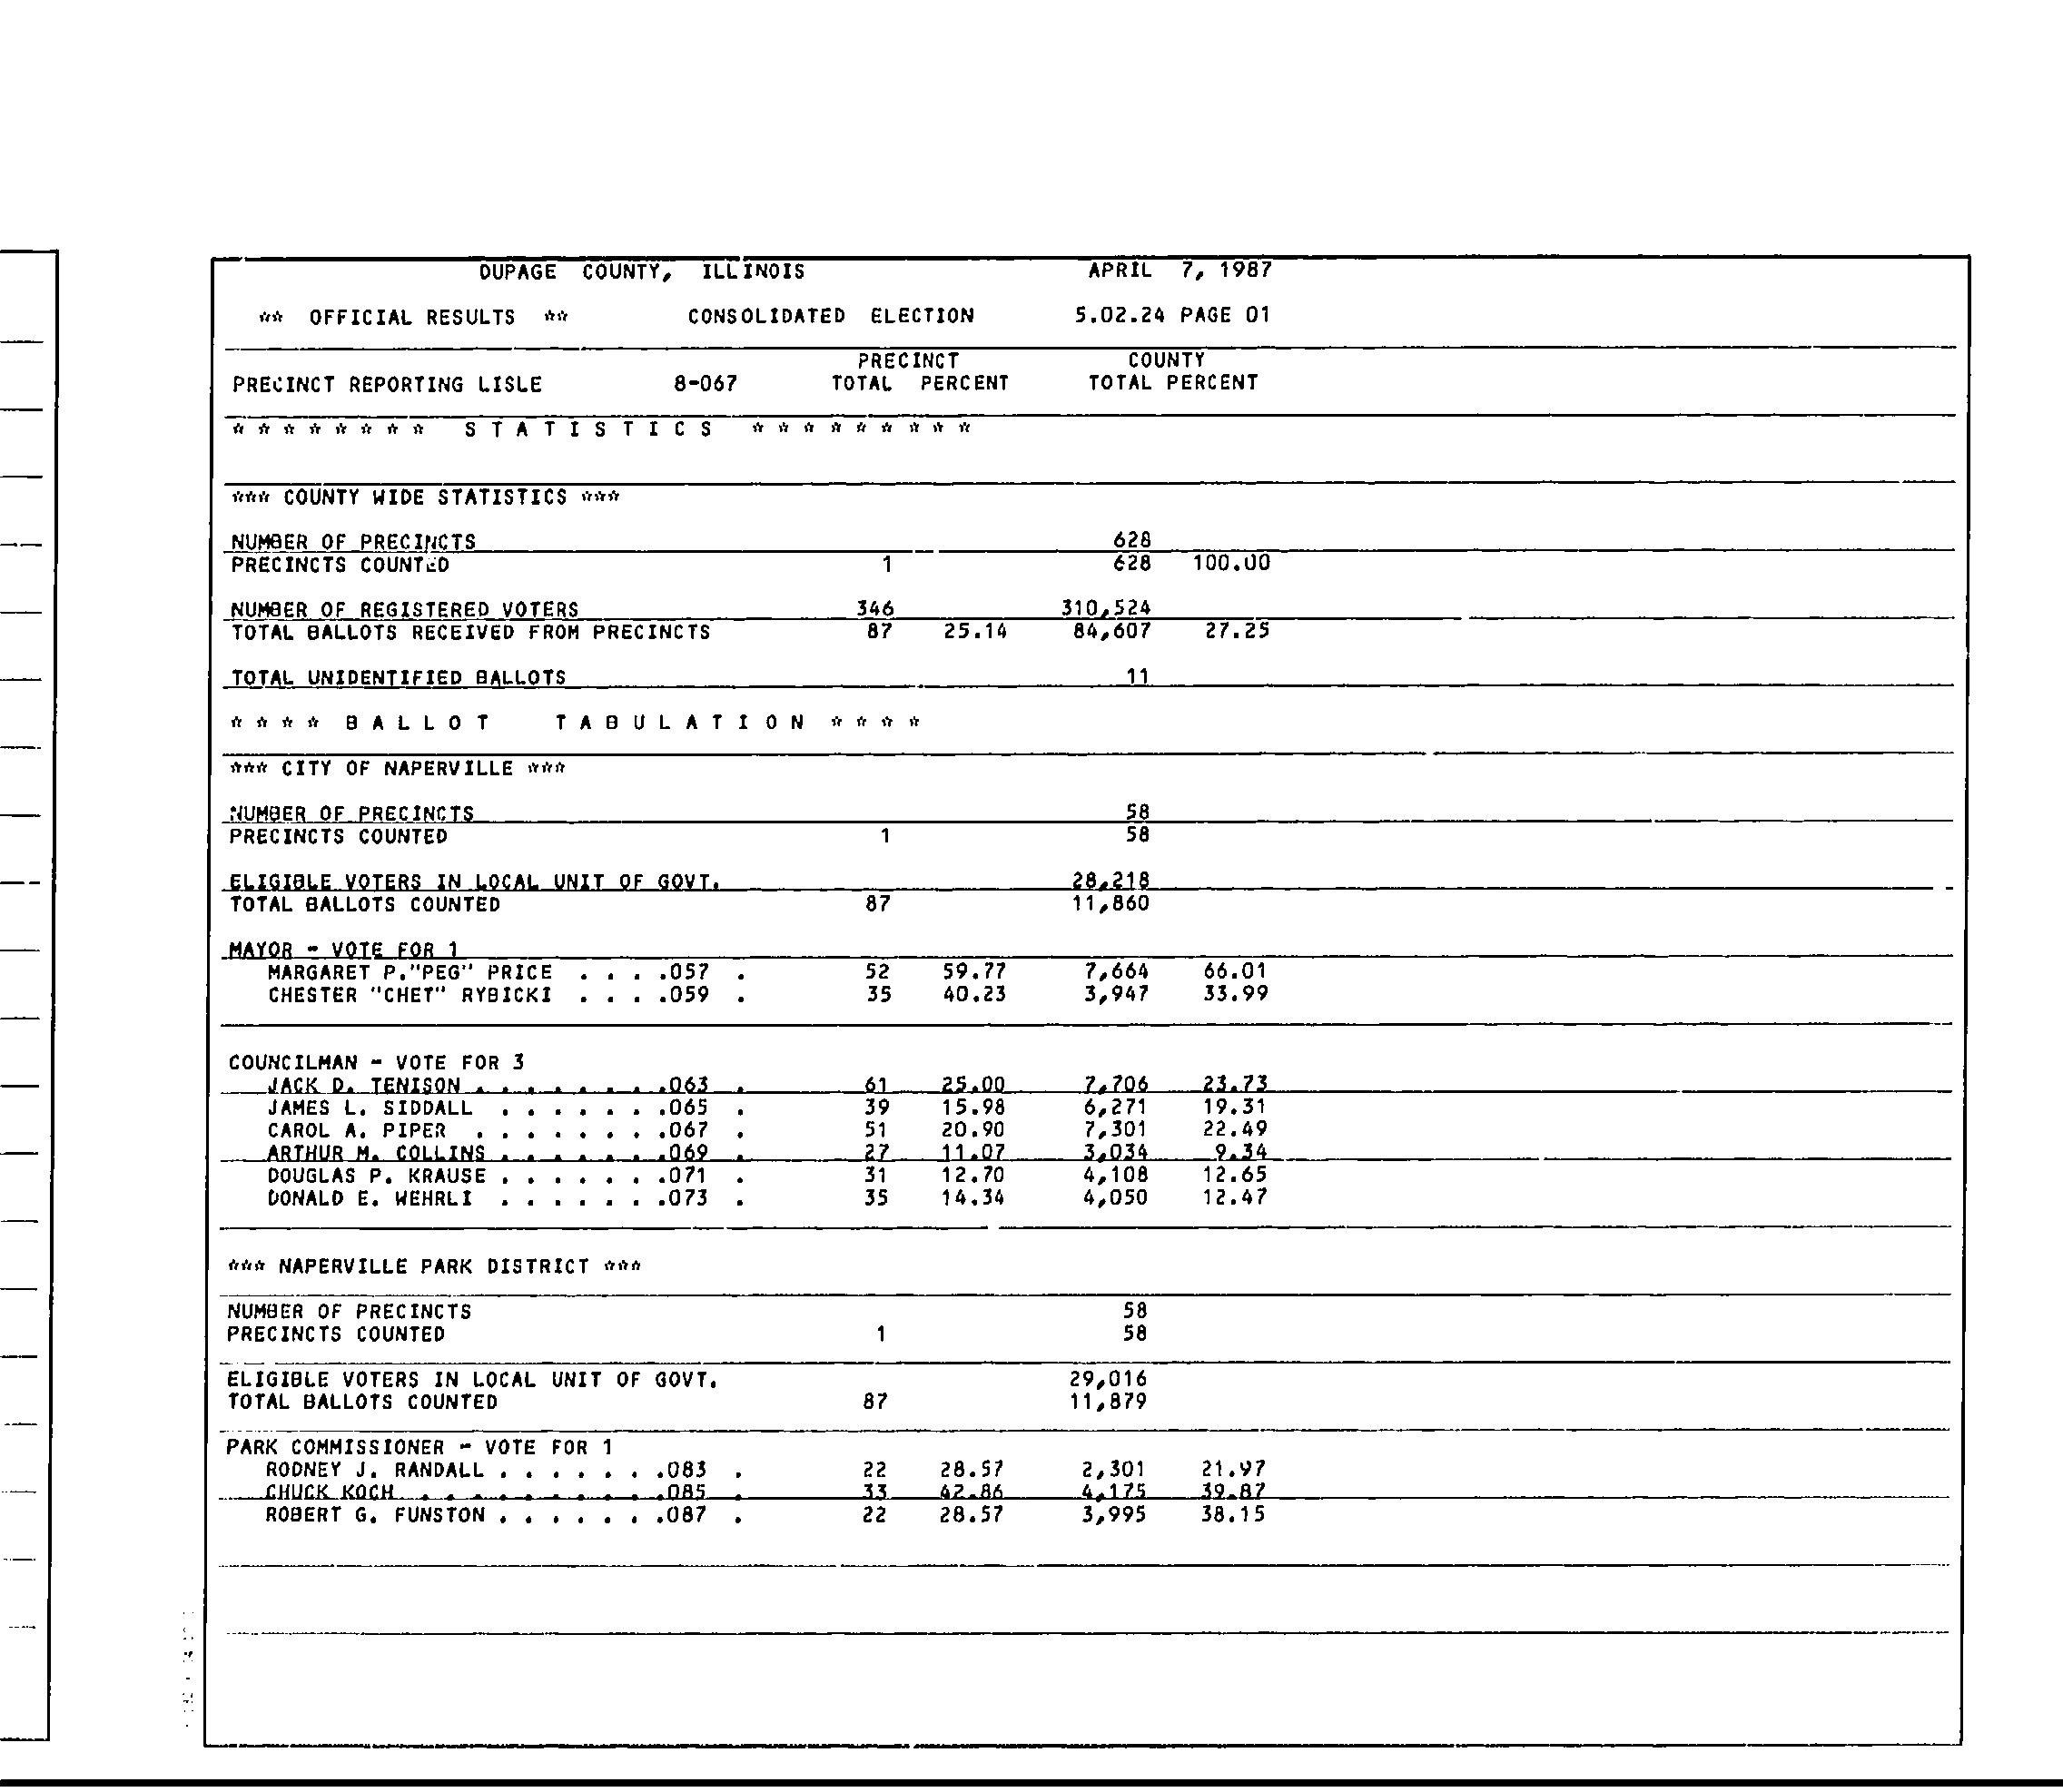 DUPAGE COUNTY, ILLINOIS APRIL 7, 1987
** OFFICIAL RESULTS ** CONSOLIDATED ELECTION 5.02.24 PAGE 01
PRECINCT COUNTY
PRECINCT REPORTING LISLE 8-067 TOTAL PERCENT TOTAL PERCENT
* * * * * * * * S T A T I S T I C S * * * * * * * * *
*** COUNTY WIDE STATISTICS ***
NUMBER OF PRECINCTS 628
PRECINCTS COUNTED 1 628 100.00
NUMBER OF REGISTERED VOTERS 346 310,524
TOTAL BALLOTS RECEIVED FROM PRECINCTS 87 25.14 84,607 27.25
TOTAL UNIDENTIFIED BALLOTS 11
* * * * B A L L O T T A B U L A T I O N * * * *
*** CITY OF NAPERVILLE ***
NUMBER OF PRECINCTS 58
PRECINCTS COUNTED 1 58
ELIGIBLE VOTERS IN LOCAL UNIT OF GOVT. 28,218
TOTAL BALLOTS COUNTED 87 11,860
MAYOR - VOTE FOR 1
MARGARET P."PEG" PRICE . . . .057 . 52 59.77 7,664 66.01
CHESTER "CHET" RYBICKI . . . .059 . 35 40.23 3,947 33.99
COUNCILMAN - VOTE FOR 3
JACK D. TENISON . . . . . . . .063 . 61 25.00 7,706 23.73
JAMES L. SIDDALL . . . . . . .065 . 39 15.98 6,271 19.31
CAROL A. PIPER . . . . . . . .067 . 51 20.90 7,301 22.49
ARTHUR M. COLLINS . . . . . . .069 . 27 11.07 3,034 9.34
DOUGLAS P. KRAUSE . . . . . . .071 . 31 12.70 4,108 12.65
DONALD E. WEHRLI . . . . . . .073 . 35 14.34 4,050 12.47
*** NAPERVILLE PARK DISTRICT ***
NUMBER OF PRECINCTS 58
PRECINCTS COUNTED 1 58
ELIGIBLE VOTERS IN LOCAL UNIT OF GOVT. 29,016
TOTAL BALLOTS COUNTED 87 11,879
PARK COMMISSIONER - VOTE FOR 1
RODNEY J. RANDALL . . . . . . .083 . 22 28.57 2,301 21.97
CHUCK KOCH . . . . . . . . . .085 . 33 42.86 4,175 39.87
ROBERT G. FUNSTON . . . . . . .087 . 22 28.57 3,995 38.15